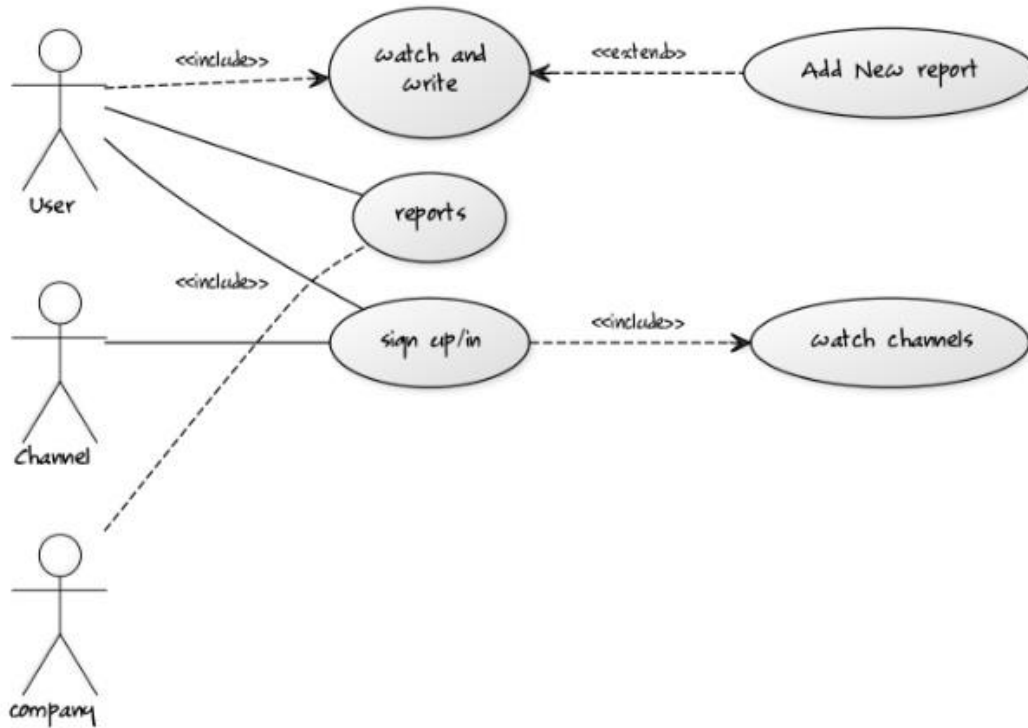 <<include>>
watch and
write
<<extend>>
Add New report
User
reports
<<include>>
Channel
sign up/in
<<include>>
watch channels
company